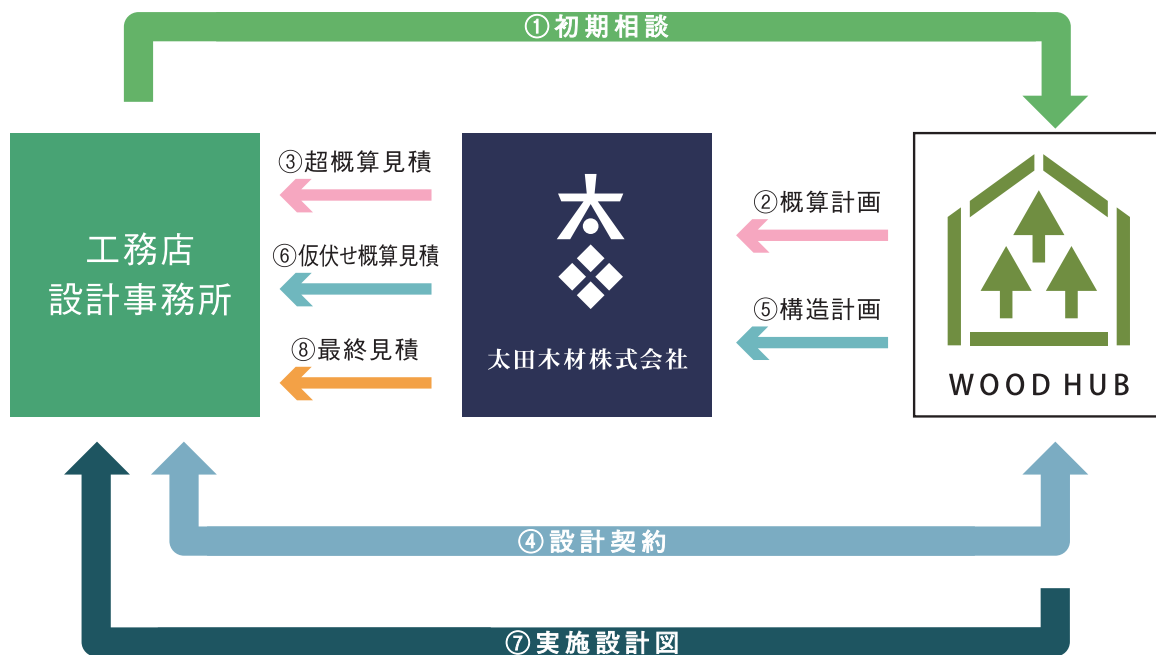 ①初期相談
工務店
設計事務所
③超概算見積
⑥仮伏せ概算見積
⑧最終見積
太田木材株式会社
②概算計画
⑤構造計画
WOOD HUB
④設計契約
⑦実施設計図